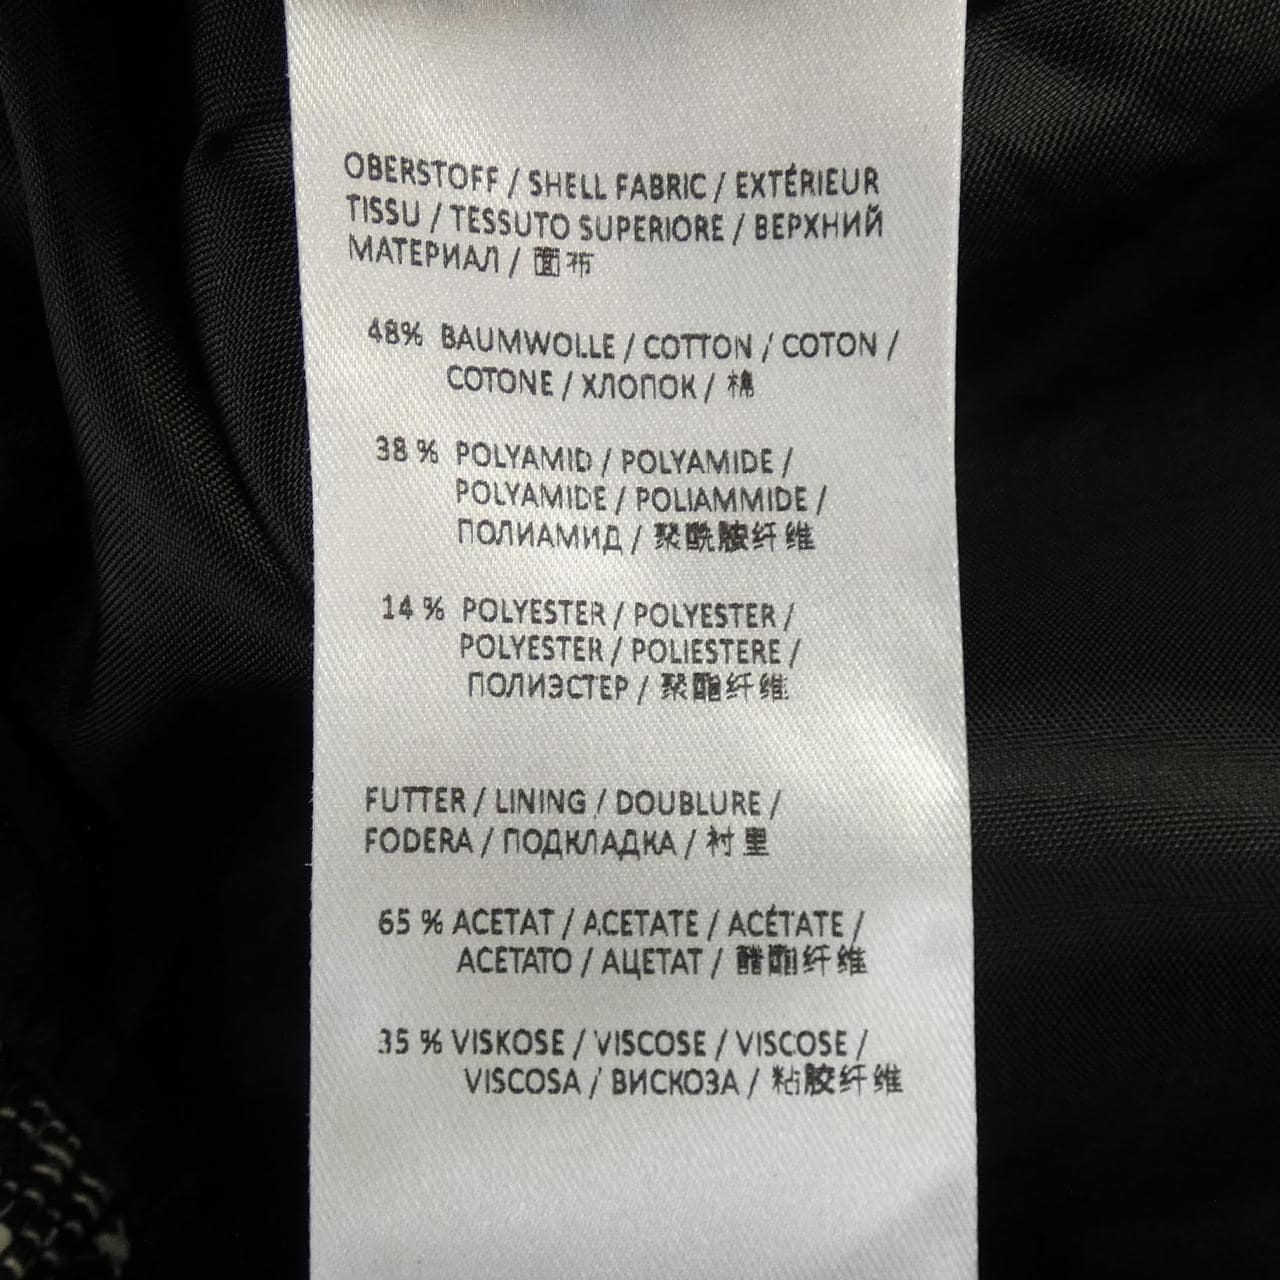 OBERSTOFF / SHELL FABRIC / EXTÉRIEUR
TISSU / TESSUTO SUPERIORE / ВЕРХНИЙ
МАТЕРИАЛ / 面布
48% BAUMWOLLE / COTTON / COTON /
COTONE / ХЛОПОК / 棉
38 % POLYAMID / POLYAMIDE /
POLYAMIDE / POLIAMMIDE /
ПОЛИАМИД / 聚酰胺纤维
14 % POLYESTER / POLYESTER /
POLYESTER / POLIESTERE /
ПОЛИЭСТЕР / 聚酯纤维
FUTTER / LINING / DOUBLURE /
FODERA / ПОДКЛАДКА / 衬里
65 % ACETAT / ACETATE / ACÉTATE /
ACETATO / АЦЕТАТ / 醋酯纤维
35 % VISKOSE / VISCOSE / VISCOSE /
VISCOSA / ВИСКОЗА / 粘胶纤维